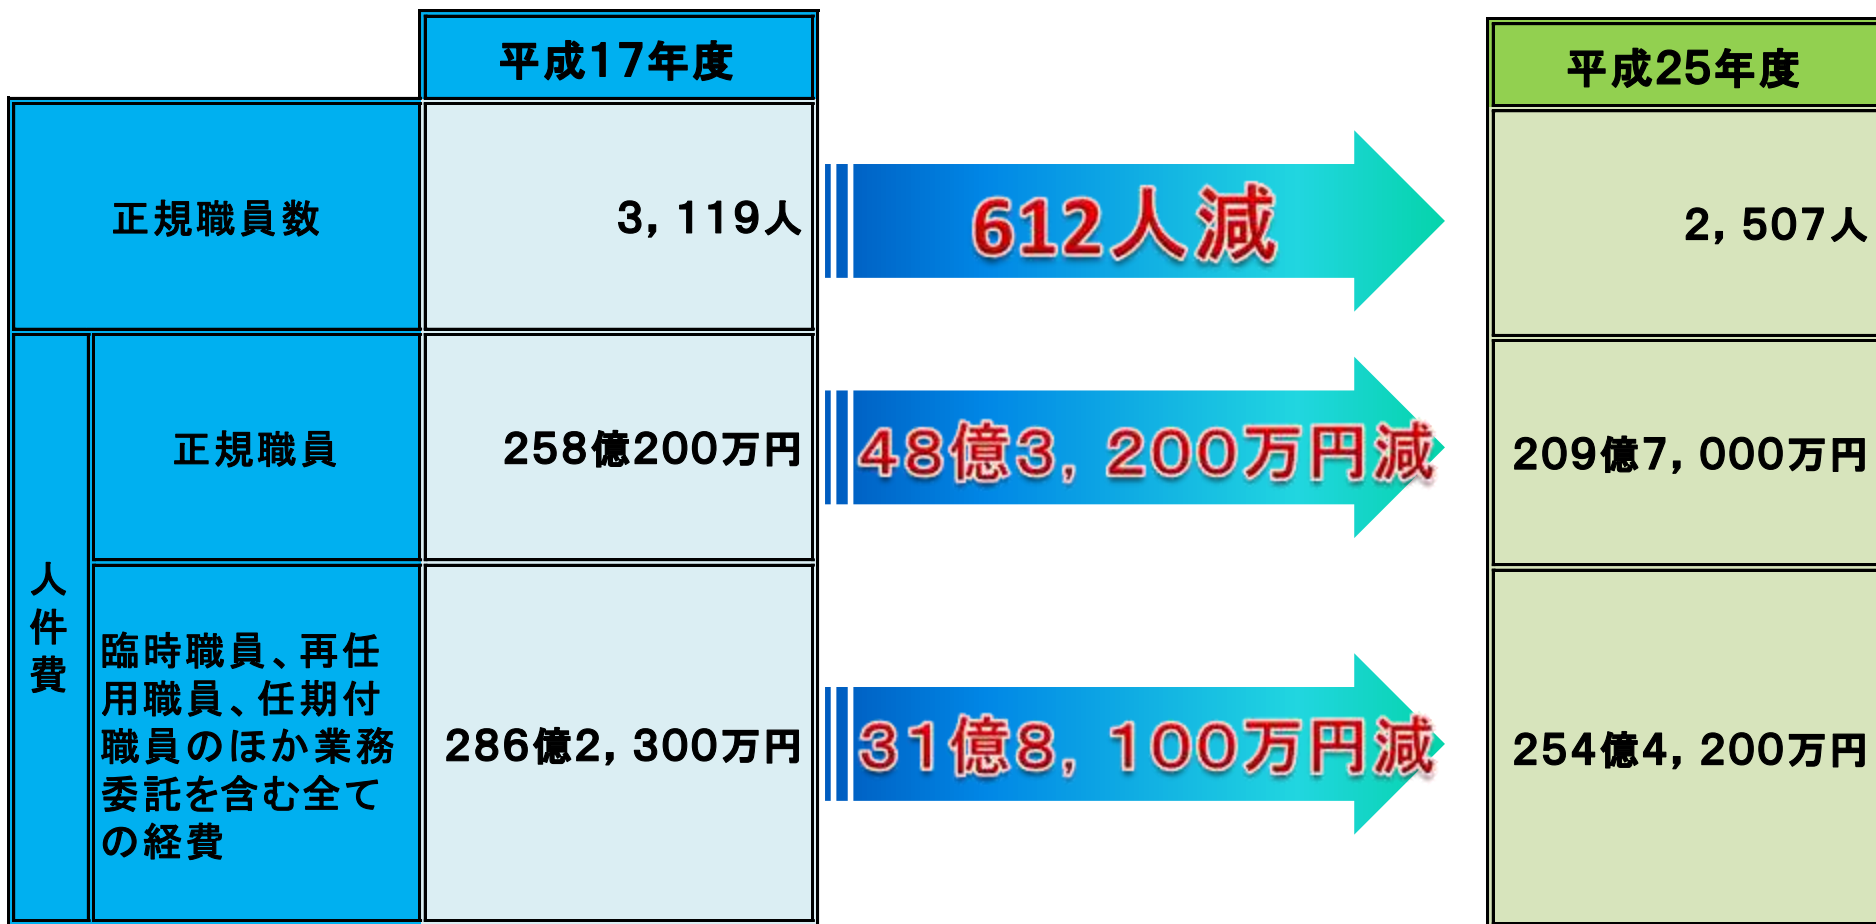 平成17年度
平成25年度
正規職員数
3，119人
612人減
2，507人
人件費
正規職員
258億200万円
48億3，200万円減
209億7，000万円
臨時職員、再任
用職員、任期付
職員のほか業務
委託を含む全て
の経費
286億2，300万円
31億8，100万円減
254億4，200万円